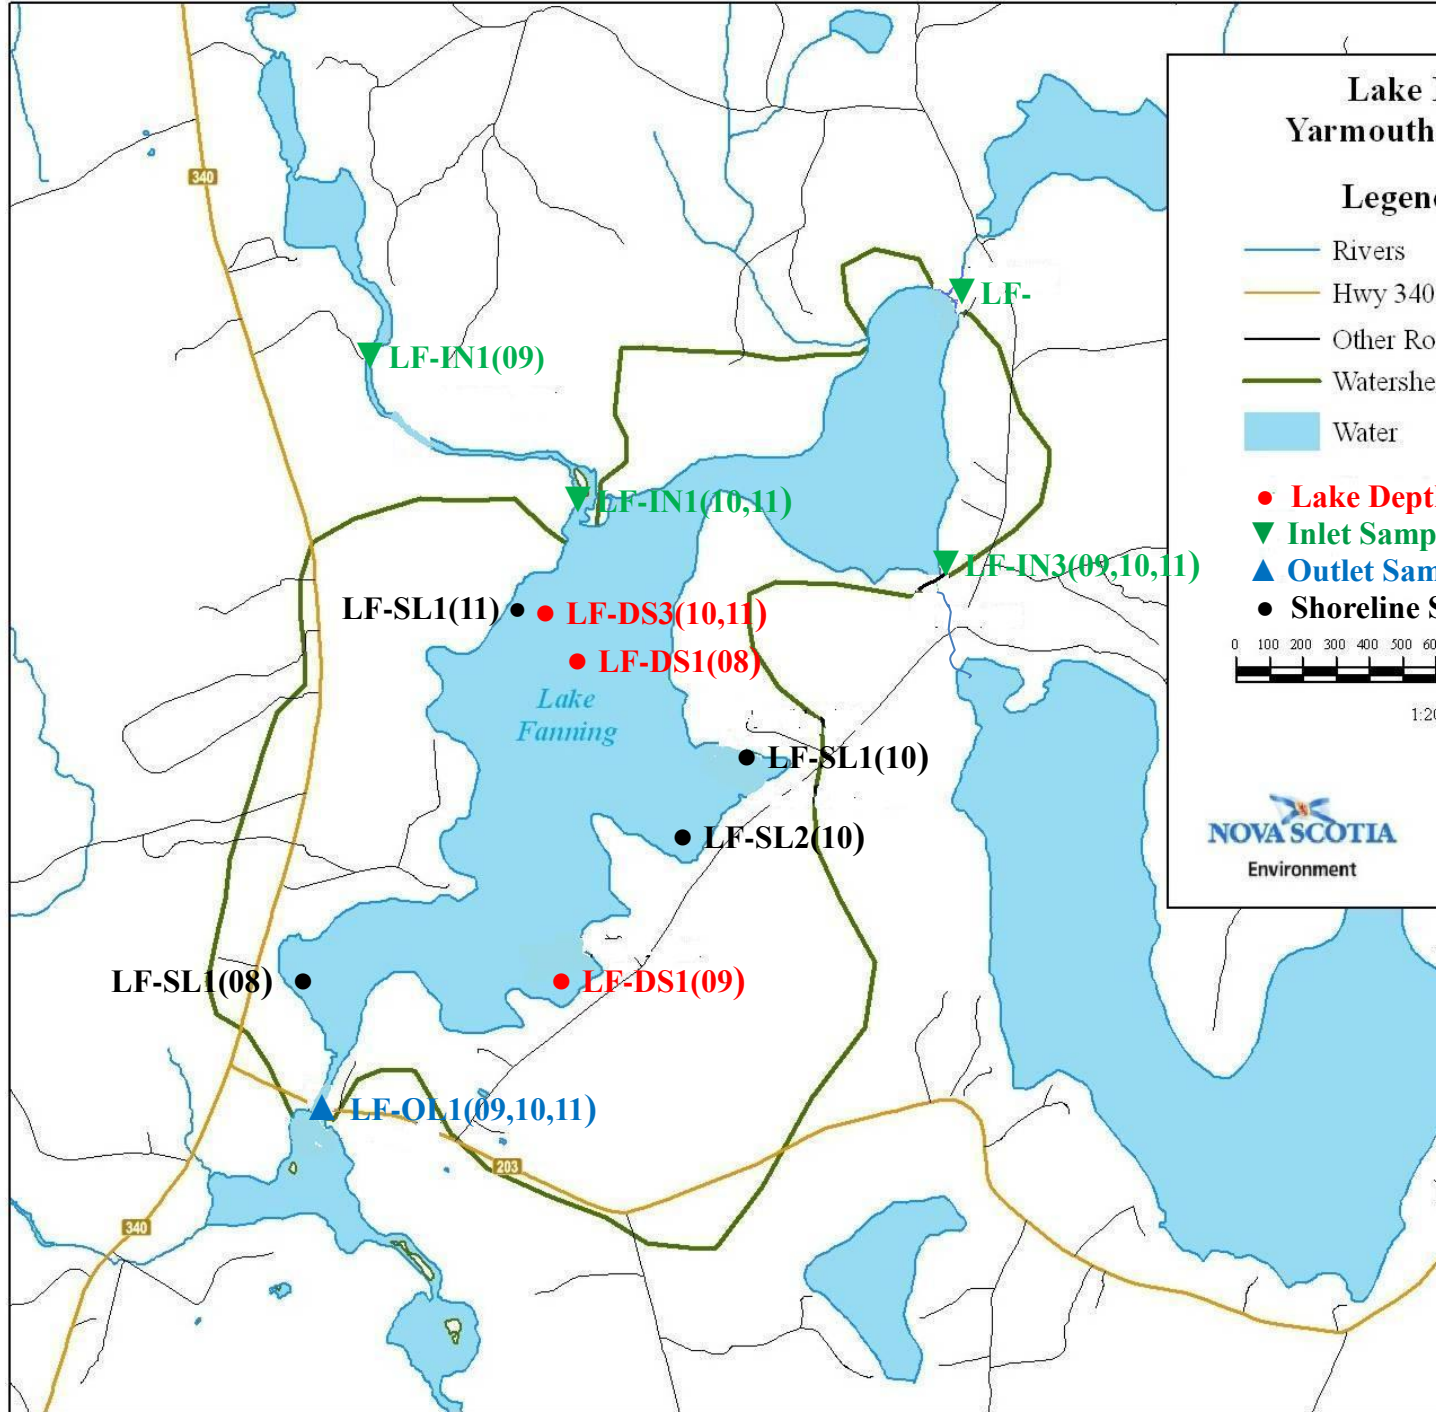 Lake
Yarmouth
Legen
Rivers
Hwy 340
Other Ro
Watershe
Water
Lake Dept
Inlet Samp
Outlet Sam
Shoreline S
0 100 200 300 400 500 60
1:20
NOVA SCOTIA
Environment
340
LF-
LF-IN1(09)
LF-IN1(10,11)
LF-IN3(09,10,11)
LF-SL1(11)
LF-DS3(10,11)
LF-DS1(08)
Lake
Fanning
LF-SL1(10)
LF-SL2(10)
LF-SL1(08)
LF-DS1(09)
LF-OL1(09,10,11)
203
340